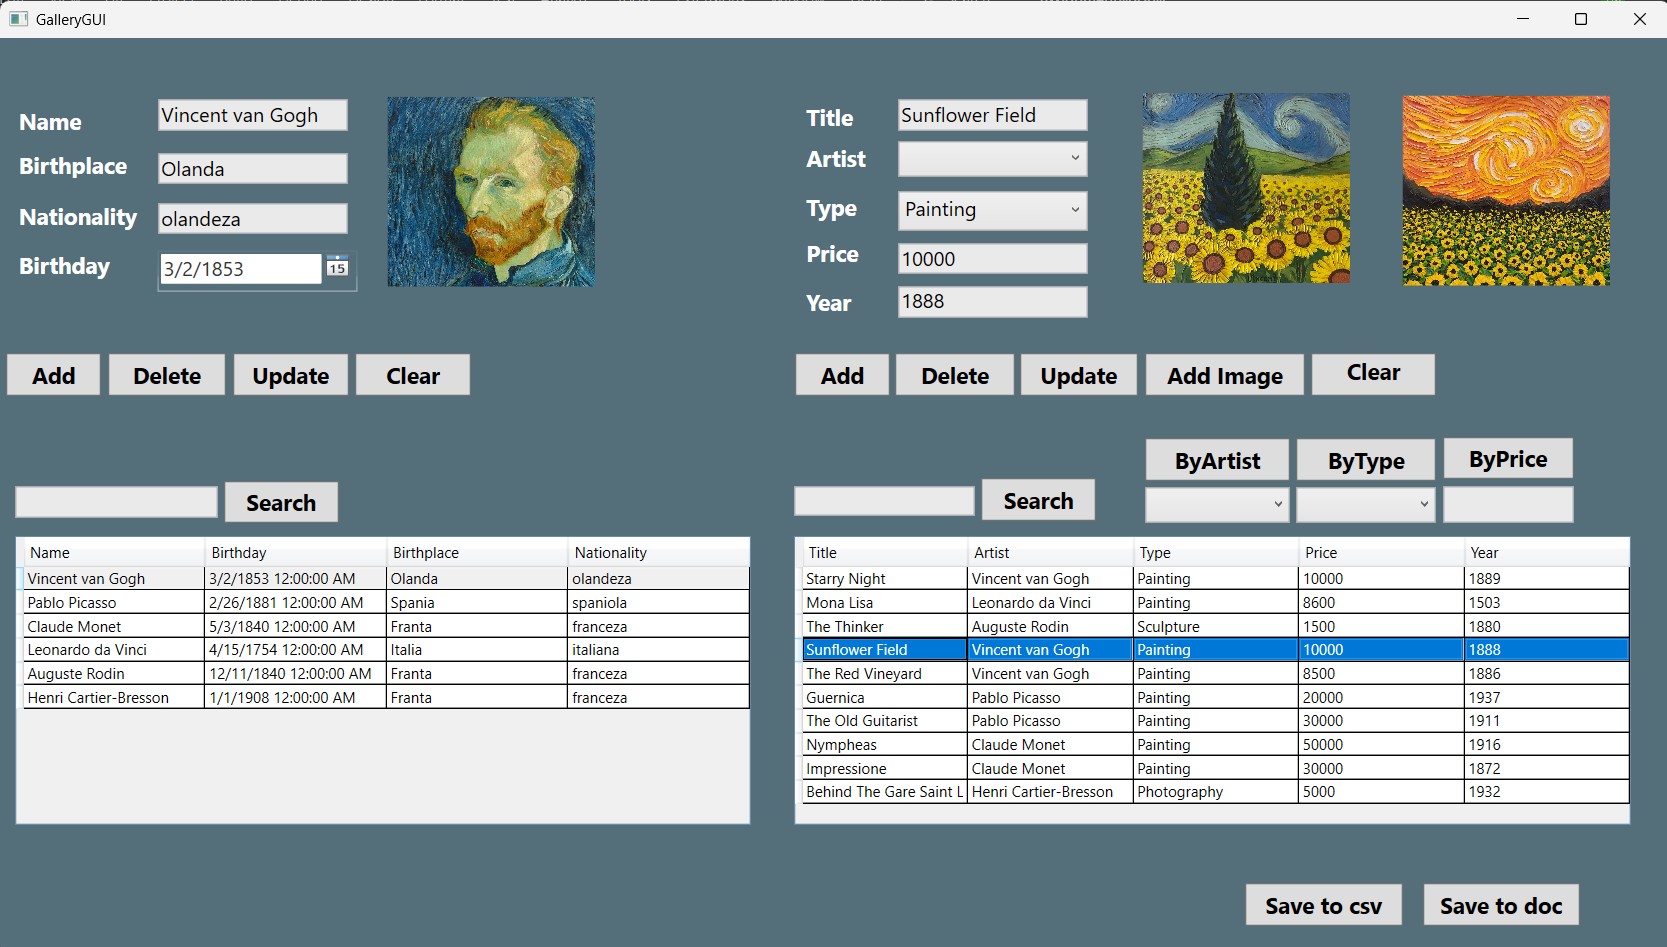 GalleryGUI
Name Vincent van Gogh
Birthplace Olanda
Nationality olandeza
Birthday 3/2/1853 15
Title Sunflower Field
Artist
Type Painting
Price 10000
Year 1888
Add Delete Update Clear
Add Delete Update Add Image Clear
ByArtist ByType ByPrice
Search
Search
Name Birthday Birthplace Nationality
Vincent van Gogh 3/2/1853 12:00:00 AM Olanda olandeza
Pablo Picasso 2/26/1881 12:00:00 AM Spania spaniola
Claude Monet 5/3/1840 12:00:00 AM Franta franceza
Leonardo da Vinci 4/15/1754 12:00:00 AM Italia italiana
Auguste Rodin 12/11/1840 12:00:00 AM Franta franceza
Henri Cartier-Bresson 1/1/1908 12:00:00 AM Franta franceza
Title Artist Type Price Year
Starry Night Vincent van Gogh Painting 10000 1889
Mona Lisa Leonardo da Vinci Painting 8600 1503
The Thinker Auguste Rodin Sculpture 1500 1880
Sunflower Field Vincent van Gogh Painting 10000 1888
The Red Vineyard Vincent van Gogh Painting 8500 1886
Guernica Pablo Picasso Painting 20000 1937
The Old Guitarist Pablo Picasso Painting 30000 1911
Nympheas Claude Monet Painting 50000 1916
Impressione Claude Monet Painting 30000 1872
Behind The Gare Saint L Henri Cartier-Bresson Photography 5000 1932
Save to csv Save to doc